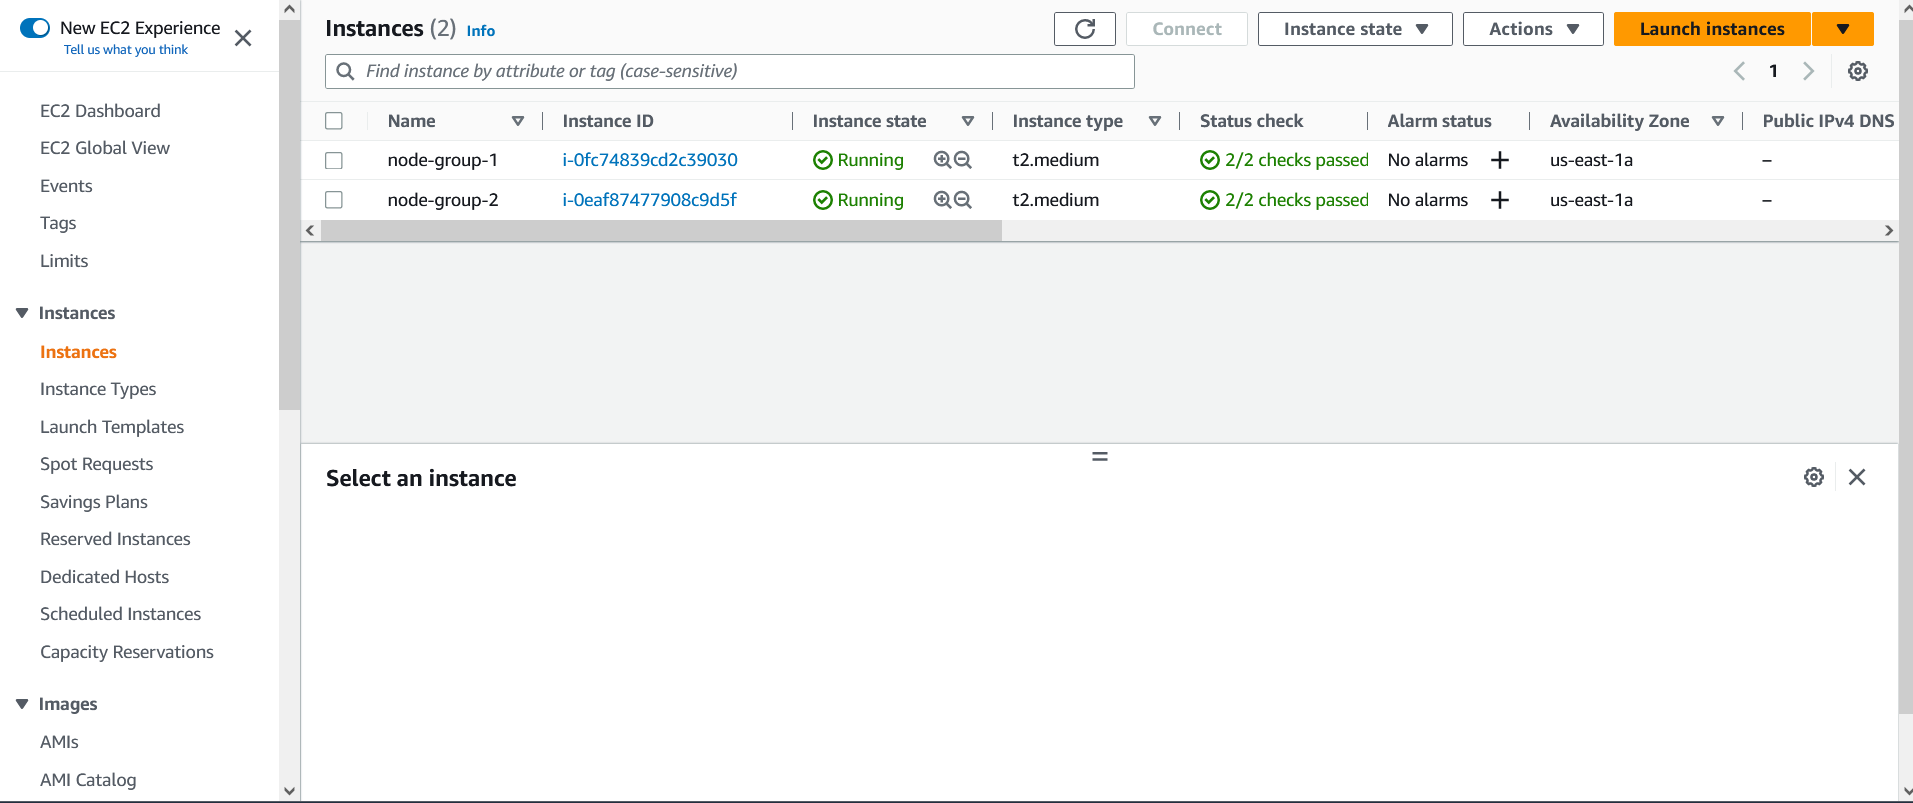 New EC2 Experience
Tell us what you think
EC2 Dashboard
EC2 Global View
Events
Tags
Limits
Instances
Instances
Instance Types
Launch Templates
Spot Requests
Savings Plans
Reserved Instances
Dedicated Hosts
Scheduled Instances
Capacity Reservations
Images
AMIs
AMI Catalog
Instances (2) Info
Connect Instance state Actions Launch instances
Find instance by attribute or tag (case-sensitive)
1
Name Instance ID Instance state Instance type Status check Alarm status Availability Zone Public IPv4 DNS
node-group-1 i-0fc74839cd2c39030 Running t2.medium 2/2 checks passed No alarms + us-east-1a –
node-group-2 i-0eaf87477908c9d5f Running t2.medium 2/2 checks passed No alarms + us-east-1a –
Select an instance